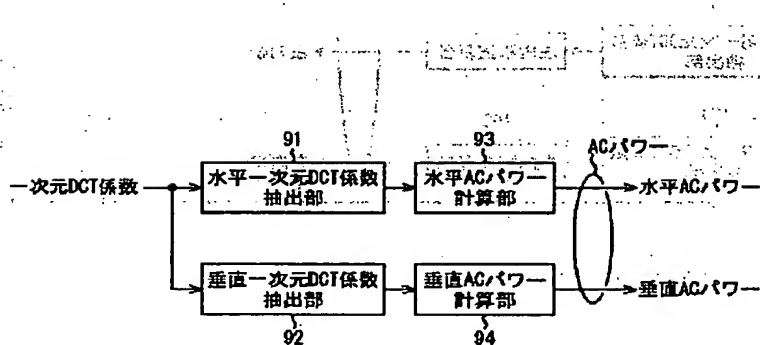 91
93
ACパワー
一次元DCT係数
水平一次元DCT係数
抽出部
水平ACパワー
計算部
水平ACパワー
垂直一次元DCT係数
抽出部
垂直ACパワー
計算部
垂直ACパワー
92
94